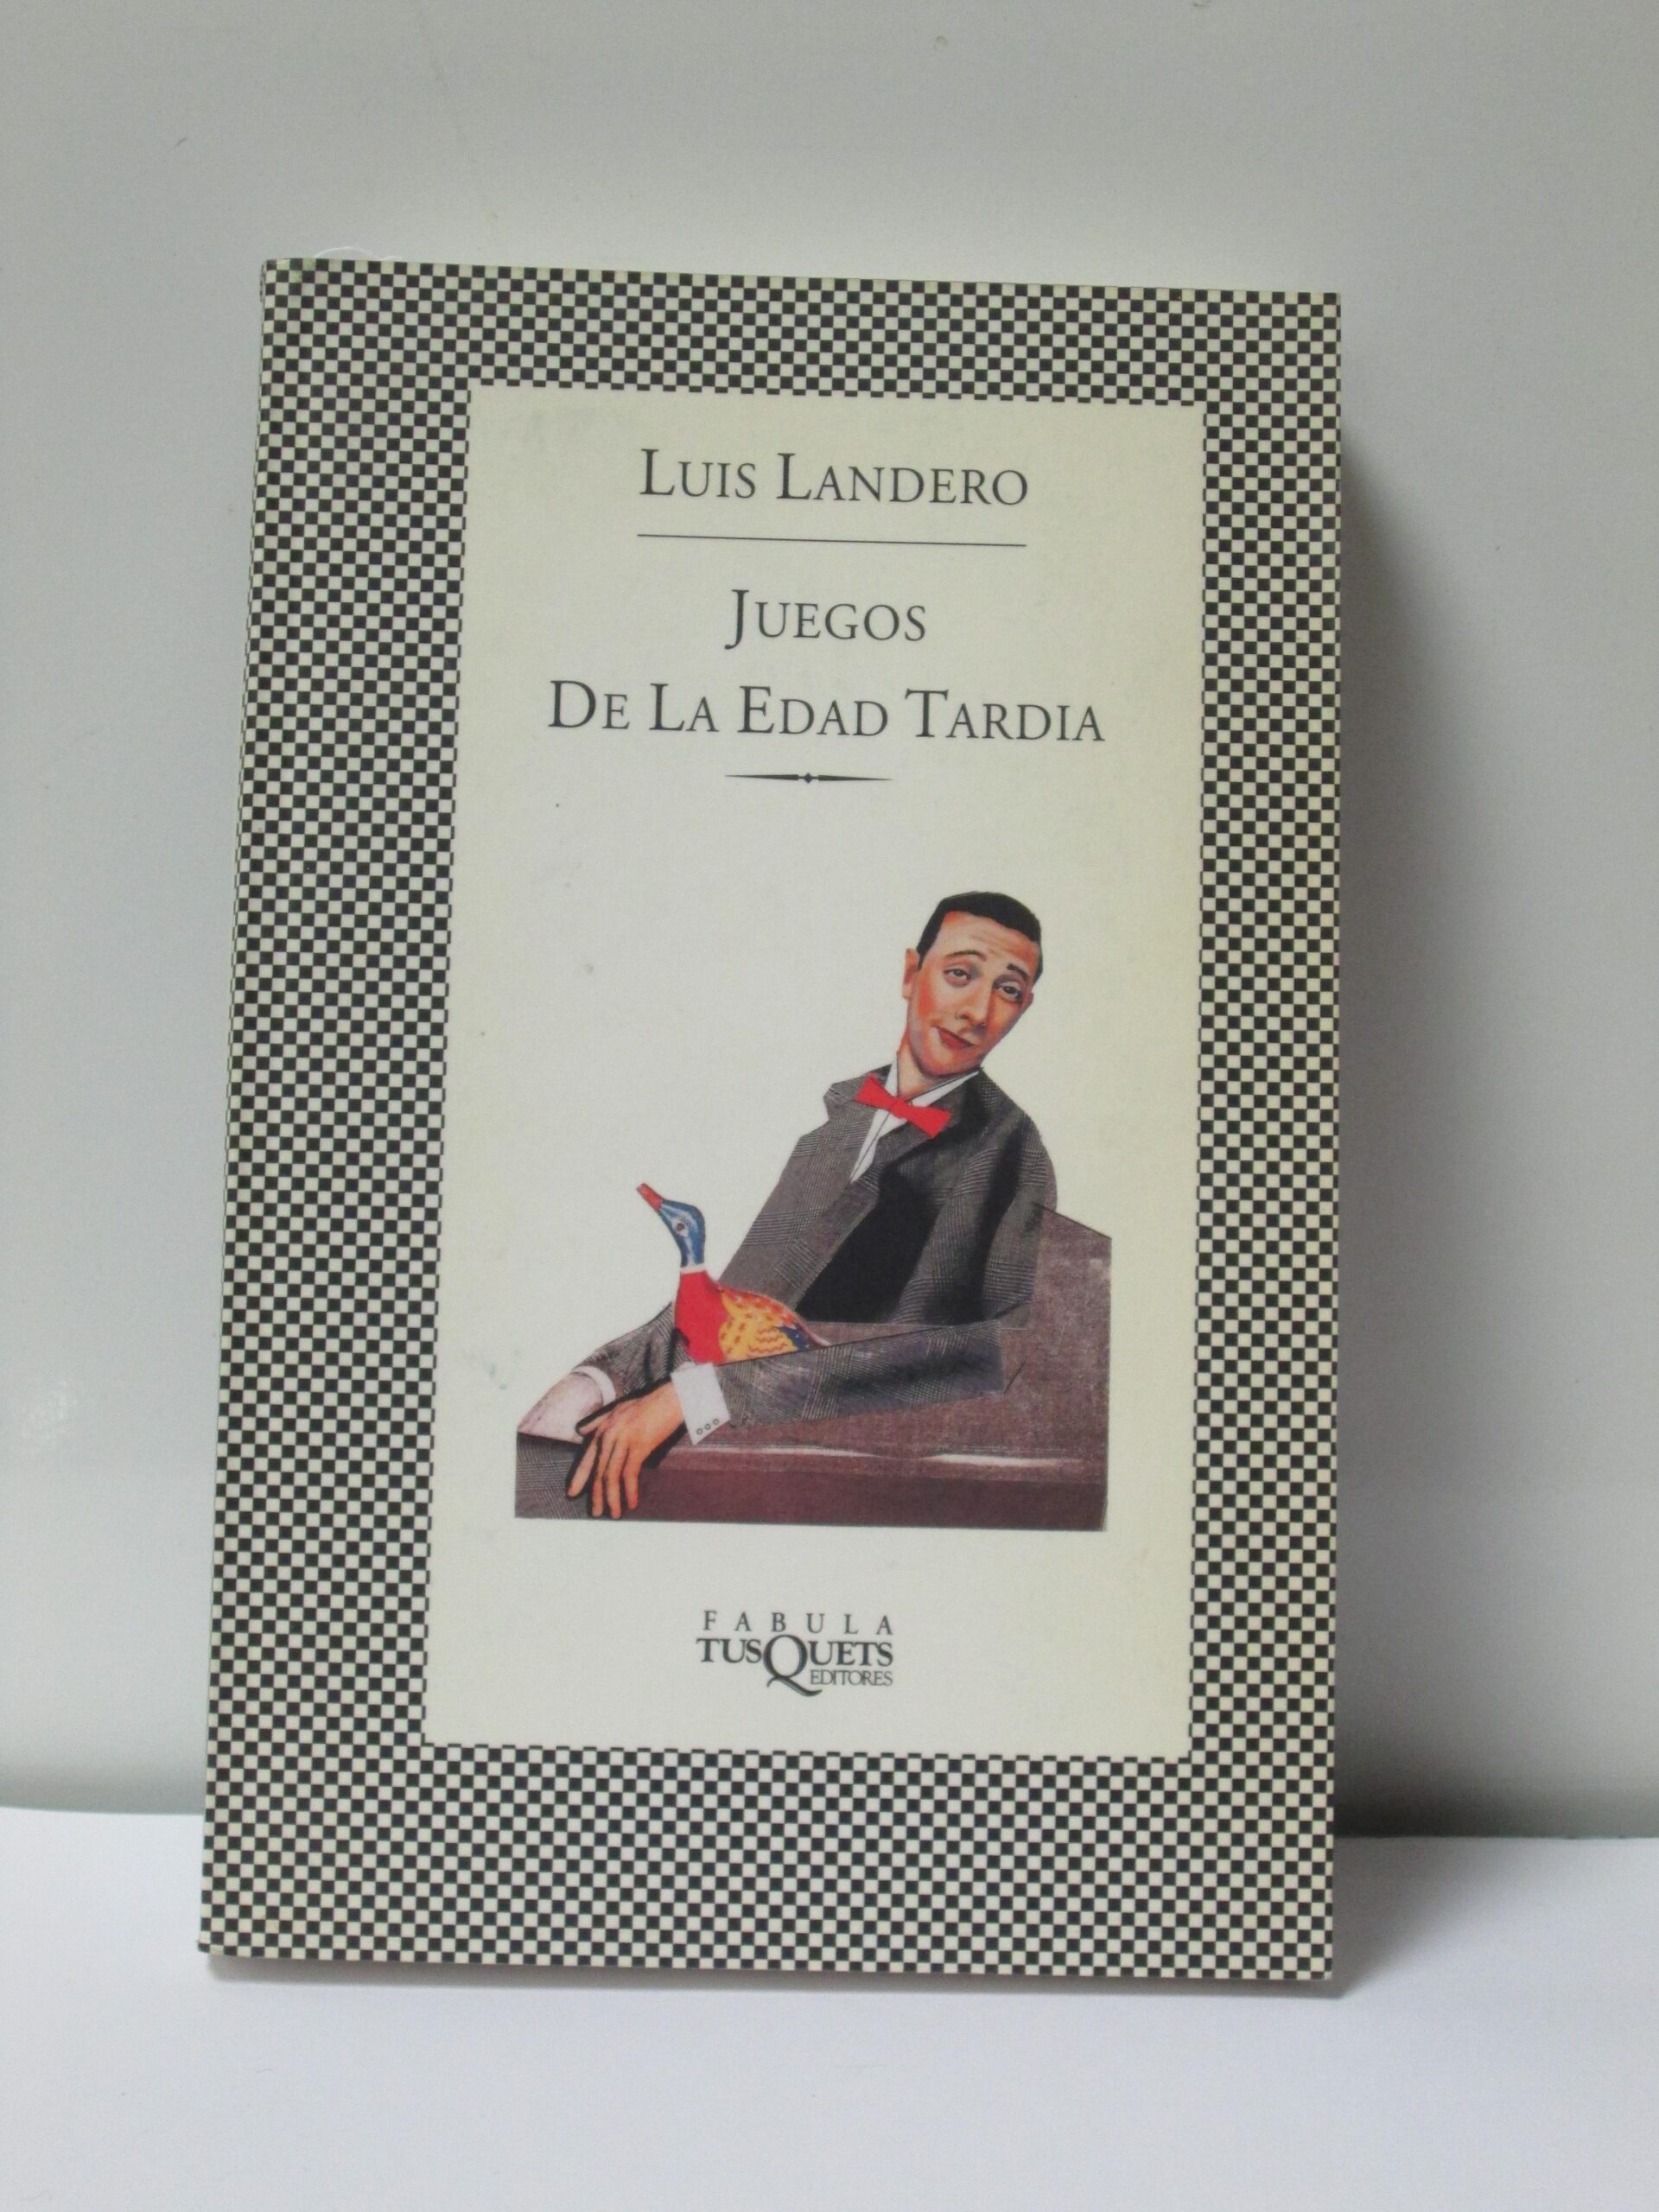 LUIS LANDERO
JUEGOS
DE LA EDAD TARDIA
FABULA
TUSQUETS
EDITORES